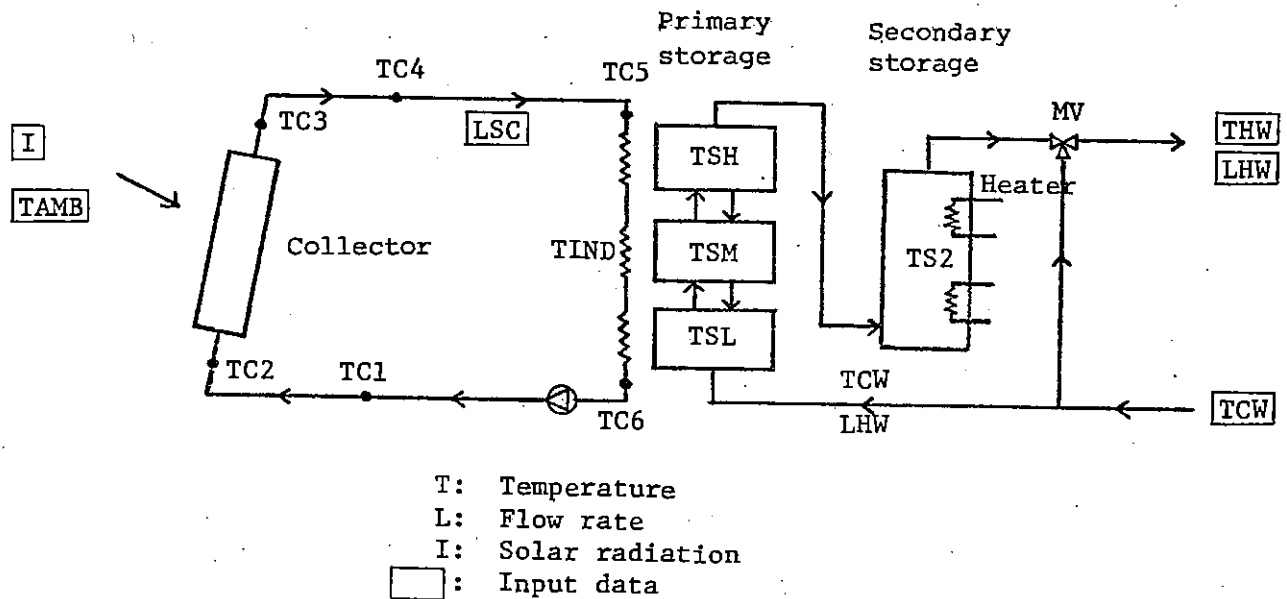 Primary
storage
Secondary
storage
TC4
TC5
TC3
LSC
MV
I
THW
LHW
TSH
Heater
TAMB
Collector
TIND
TSM
TS2
TSL
TC2
TC1
TC6
TCW
LHW
TCW
T: Temperature
L: Flow rate
I: Solar radiation
: Input data